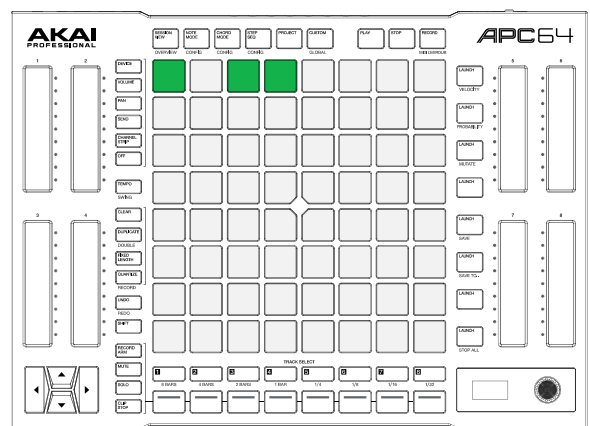 AKAI
PROFESSIONAL
SESSION VIEW
NOTE MODE
CHORD MODE
STEP SEQ
PROJECT
CUSTOM
PLAY
STOP
RECORD
APC64
OVERVIEW
CONFIG
CONFIG
CONFIG
GLOBAL
1
2
DEVICE
VOLUME
PAN
SEND
CHANNEL STRIP
OFF
TEMPO
SWING
3
4
CLEAR
DUPLICATE
DOUBLE
FIXED LENGTH
QUANTIZE
RECORD
UNDO
REDO
SHIFT
RECORD ARM
MUTE
SOLO
CLIP STOP
5
6
LAUNCH
VELOCITY
LAUNCH
PROBABILITY
LAUNCH
MUTATE
LAUNCH
7
8
LAUNCH
SAVE
LAUNCH
SAVE TO...
LAUNCH
LAUNCH
STOP ALL
TRACK SELECT
1 2 3 4 5 6 7 8
8 BARS 4 BARS 2 BARS 1 BAR 1/4 1/8 1/16 1/32